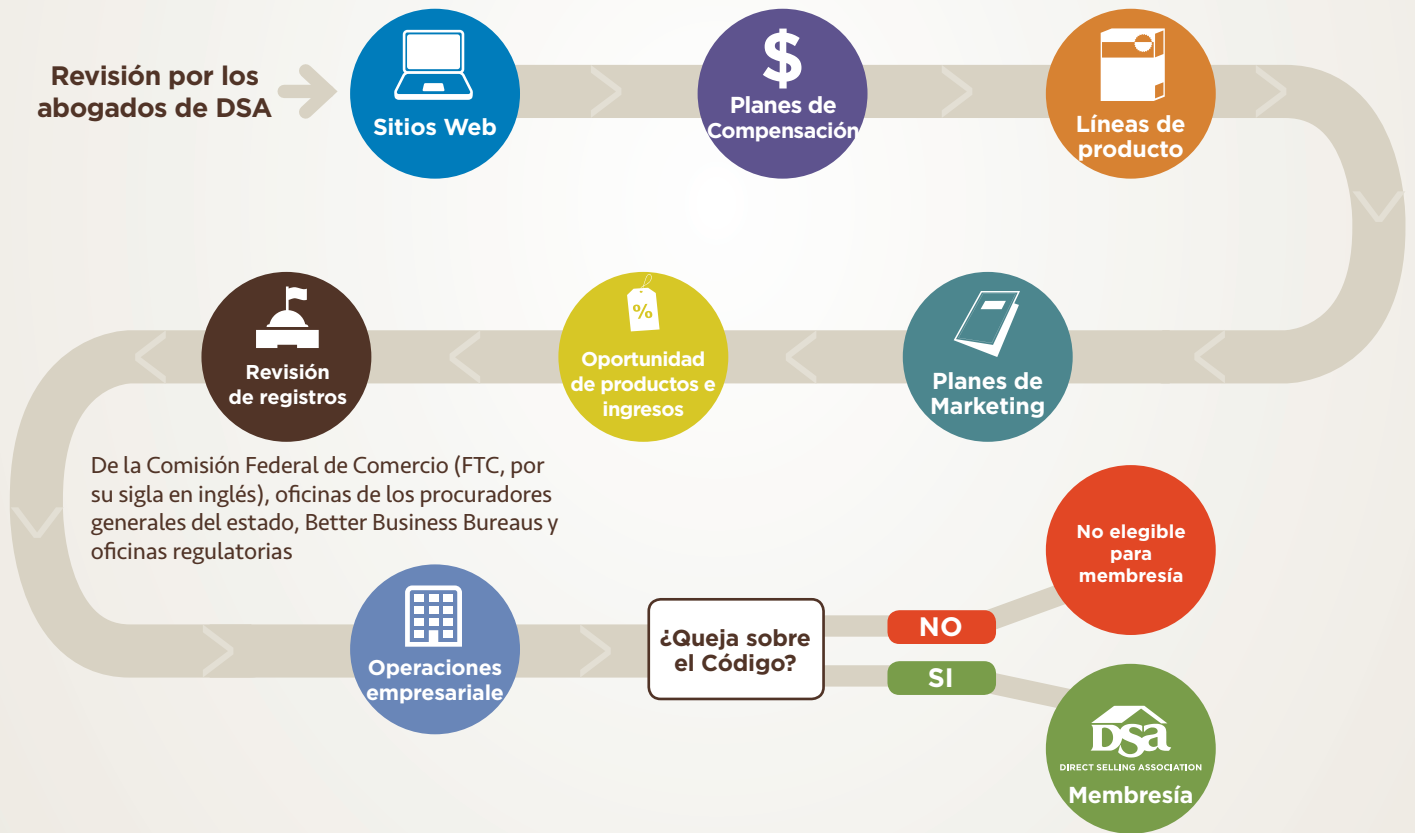 Revisión por los
abogados de DSA
Sitios Web
$
Planes de
Compensación
Líneas de
producto
Planes de
Marketing
%
Oportunidad
de productos e
ingresos
Revisión
de registros
De la Comisión Federal de Comercio (FTC, por
su sigla en inglés), oficinas de los procuradores
generales del estado, Better Business Bureaus y
oficinas regulatorias
Operaciones
empresariale
¿Queja sobre
el Código?
NO
No elegible
para
membresía
SI
DSa
DIRECT SELLING ASSOCIATION
Membresía